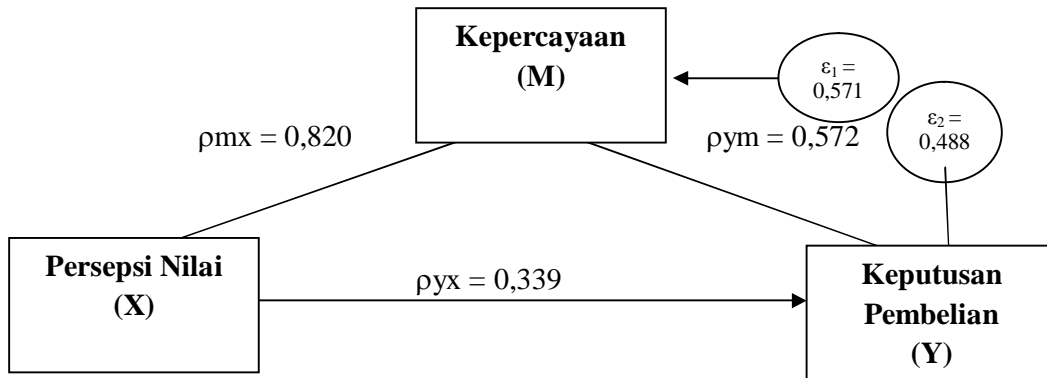 Kepercayaan
(M)
ε₁ =
0,571
ε₂ =
0,488
ρmx = 0,820
ρym = 0,572
Persepsi Nilai
(X)
ρyx = 0,339
Keputusan
Pembelian
(Y)